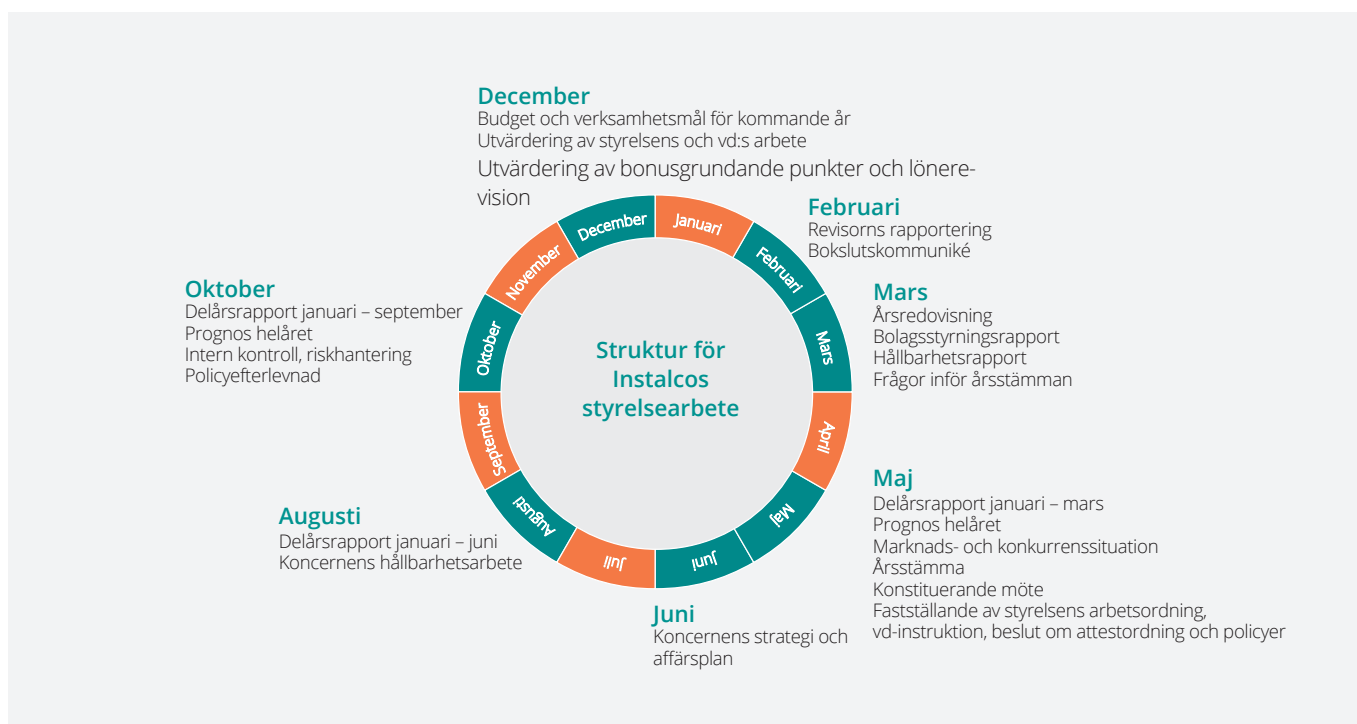 December
Budget och verksamhetsmål för kommande år
Utvärdering av styrelsens och vd:s arbete
Utvärdering av bonusgrundande punkter och lönere-
vision
Februari
Revisorns rapportering
Bokslutskommuniké
Mars
Årsredovisning
Bolagsstyrningsrapport
Hållbarhetsrapport
Frågor inför årsstämman
Maj
Delårsrapport januari – mars
Prognos helåret
Marknads- och konkurrenssituation
Årsstämma
Konstituerande möte
Fastställande av styrelsens arbetsordning,
vd-instruktion, beslut om attestordning och policyer
Juni
Koncernens strategi och
affärsplan
Augusti
Delårsrapport januari – juni
Koncernens hållbarhetsarbete
Oktober
Delårsrapport januari – september
Prognos helåret
Intern kontroll, riskhantering
Policyefterlevnad
Januari
Februari
Mars
April
Maj
Juni
Juli
Augusti
September
Oktober
November
December
Struktur för
Instalcos
styrelsearbete